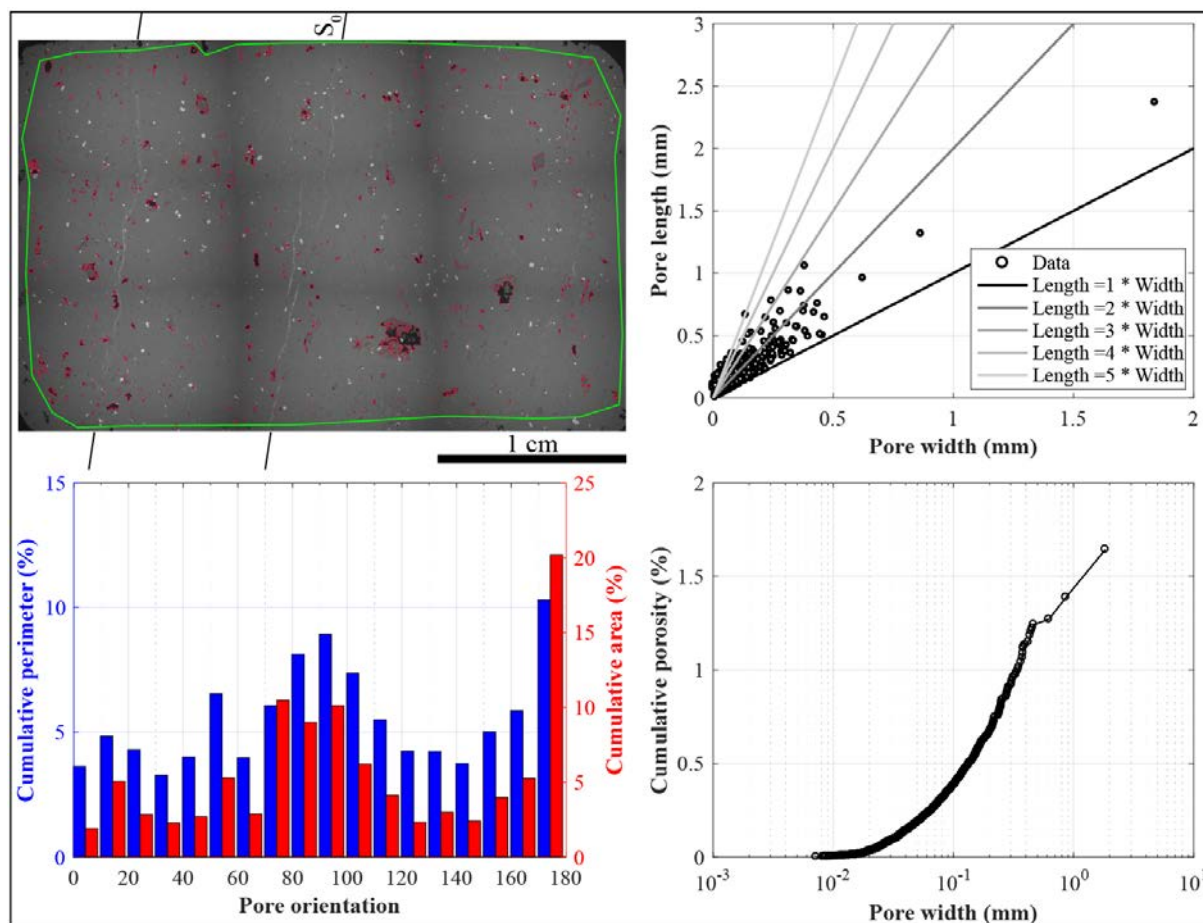 S0
1 cm
3
2.5
2
1.5
1
0.5
0
Pore length (mm)
Data
Length =1 * Width
Length =2 * Width
Length =3 * Width
Length =4 * Width
Length =5 * Width
0 0.5 1 1.5 2
Pore width (mm)
15
10
5
0
Cumulative perimeter (%)
25
20
15
10
5
0
Cumulative area (%)
0 20 40 60 80 100 120 140 160 180
Pore orientation
2
1.5
1
0.5
0
Cumulative porosity (%)
10-3 10-2 10-1 100 101
Pore width (mm)